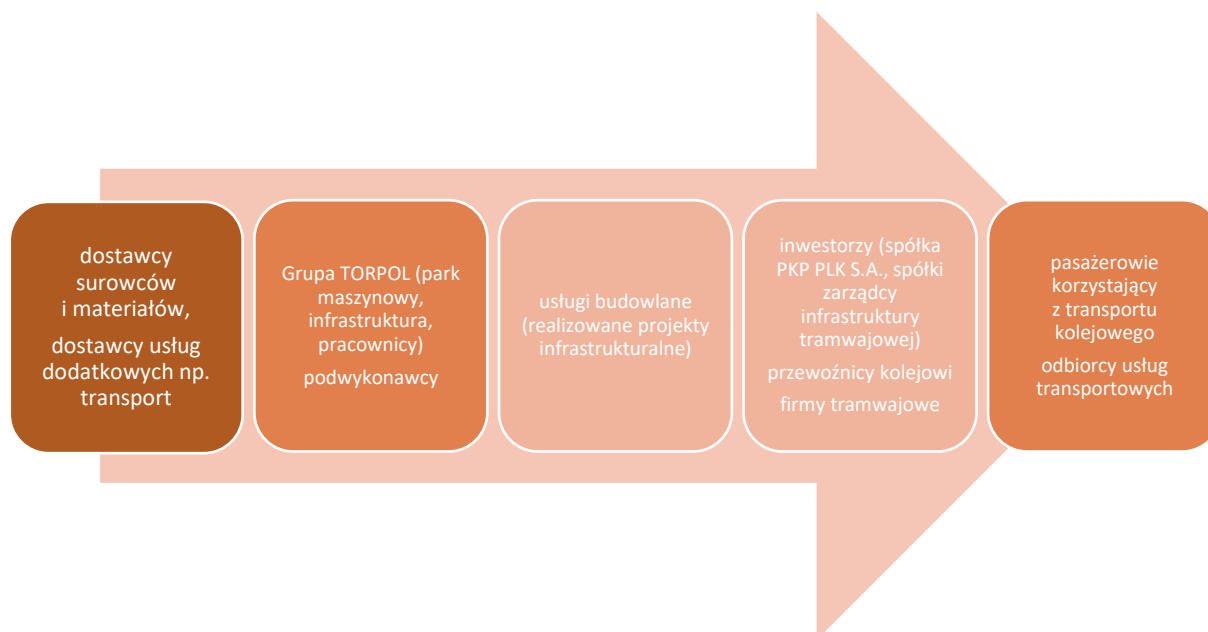 dostawcy
surowców
i materiałów,
dostawcy usług
dodatkowych np.
transport
Grupa TORPOL (park
maszynowy,
infrastruktura,
pracownicy)
podwykonawcy
usługi budowlane
(realizowane projekty
infrastrukturalne)
inwestorzy (spółka
PKP PLK S.A., spółki
zarządcy
infrastruktury
tramwajowej)
przewoźnicy kolejowi
firmy tramwajowe
pasażerowie
korzystający
z transportu
kolejowego
odbiorcy usług
transportowych